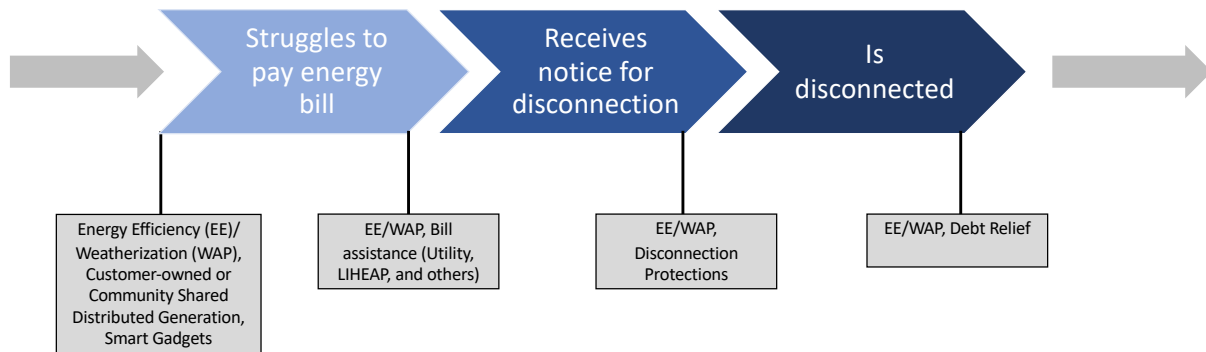 Struggles to
pay energy
bill
Receives
notice for
disconnection
Is
disconnected
Energy Efficiency (EE)/
Weatherization (WAP),
Customer-owned or
Community Shared
Distributed Generation,
Smart Gadgets
EE/WAP, Bill
assistance (Utility,
LIHEAP, and others)
EE/WAP,
Disconnection
Protections
EE/WAP, Debt Relief